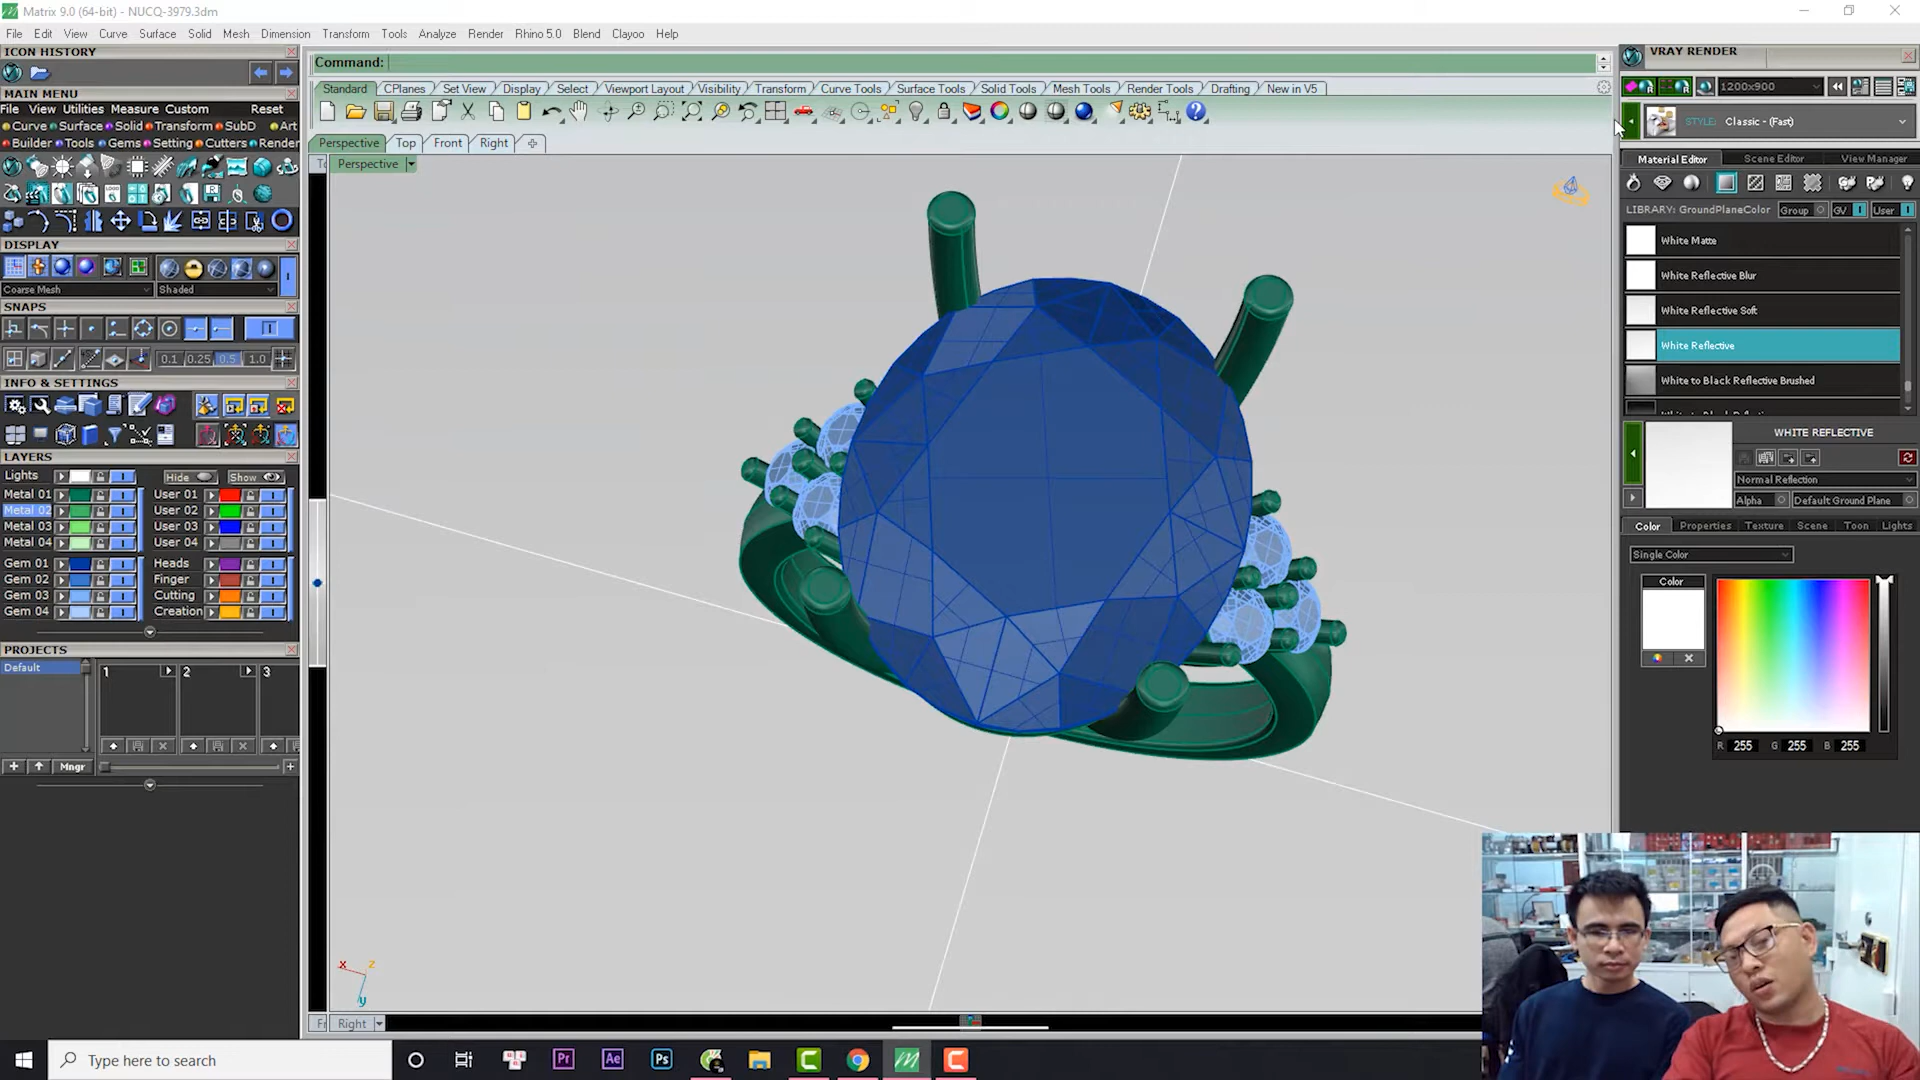 Matrix 9.0 (64-bit) - NUCQ-3979.3dm
File Edit View Curve Surface Solid Mesh Dimension Transform Tools Analyze Render Rhino 5.0 Blend Clayoo Help
ICON HISTORY
MAIN MENU
File View Utilities Measure Custom Reset
Curve Surface Solid Transform SubD Art
Builder Tools Gems Setting Cutters Render
DISPLAY
Coarse Mesh Shaded
SNAPS
0.1 0.25 0.5 1.0
INFO & SETTINGS
LAYERS
Lights Hide Show
Metal 01 User 01
Metal 02 User 02
Metal 03 User 03
Metal 04 User 04
Gem 01 Heads
Gem 02 Finger
Gem 03 Cutting
Gem 04 Creation
PROJECTS
Default 1 2 3
Mngr
Command:
Standard CPlanes Set View Display Select Viewport Layout Visibility Transform Curve Tools Surface Tools Solid Tools Mesh Tools Render Tools Drafting New in V5
Perspective Top Front Right
Perspective
x z
y
Right
VRAY RENDER
1200x900
STYLE: Classic - (Fast)
Material Editor Scene Editor View Manager
LIBRARY: GroundPlaneColor Group GV User
White Matte
White Reflective Blur
White Reflective Soft
White Reflective
White to Black Reflective Brushed
WHITE REFLECTIVE
Normal Reflection
Alpha Default Ground Plane
Color Properties Texture Scene Toon Lights
Single Color
Color
R 255 G 255 B 255
Type here to search
Pr Ae Ps